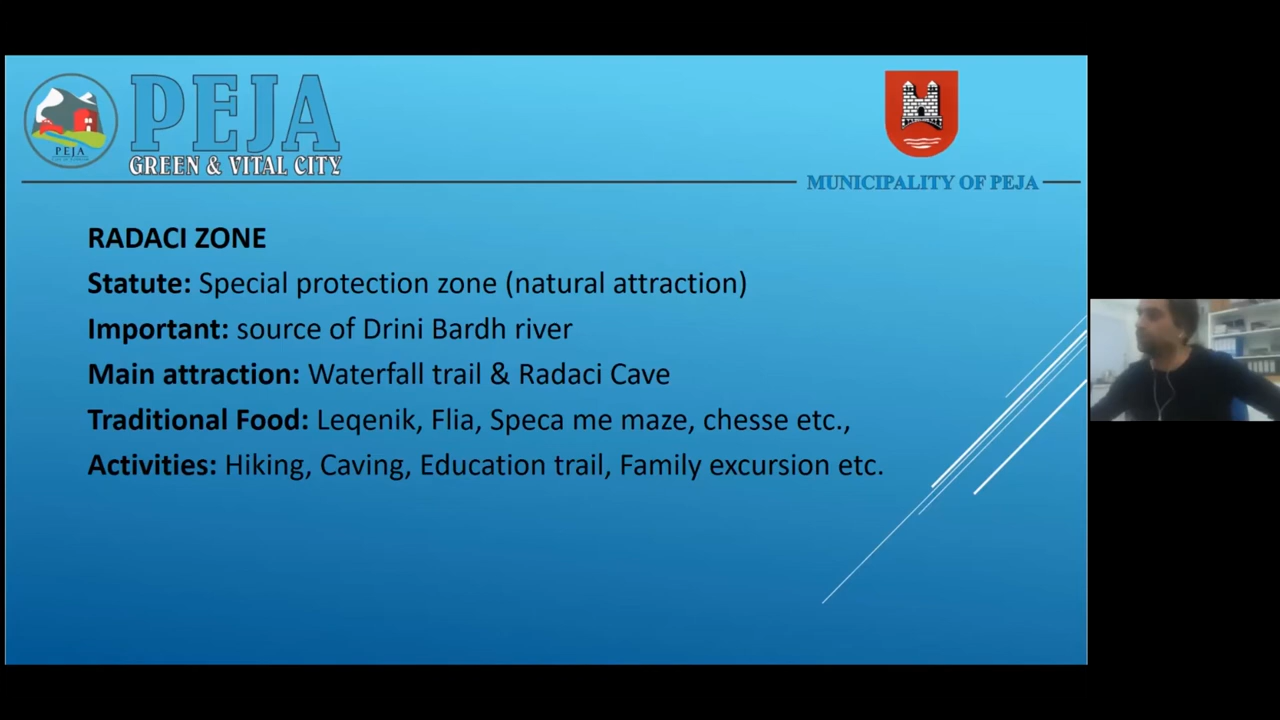 PEJA
GREEN & VITAL CITY
PEJA
MUNICIPALITY OF PEJA
RADACI ZONE
Statute: Special protection zone (natural attraction)
Important: source of Drini Bardh river
Main attraction: Waterfall trail & Radaci Cave
Traditional Food: Leqenik, Flia, Speca me maze, chesse etc.,
Activities: Hiking, Caving, Education trail, Family excursion etc.